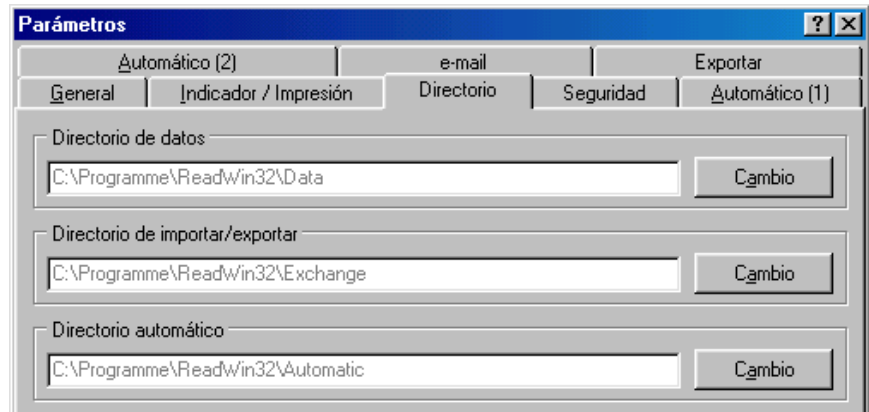 Parámetros
Automático (2) e-mail Exportar
General Indicador / Impresión Directorio Seguridad Automático (1)
Directorio de datos
C:\Programme\ReadWin32\Data Cambio
Directorio de importar/exportar
C:\Programme\ReadWin32\Exchange Cambio
Directorio automático
C:\Programme\ReadWin32\Automatic Cambio